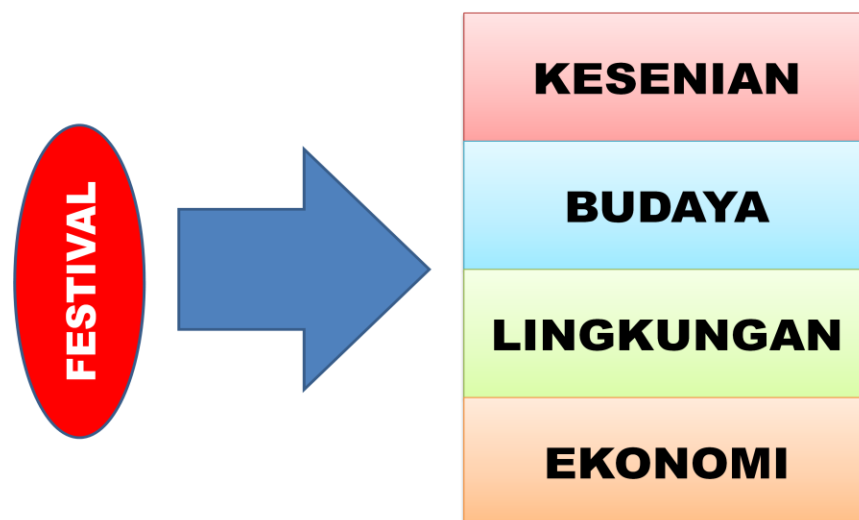 FESTIVAL
KESENIAN
BUDAYA
LINGKUNGAN
EKONOMI